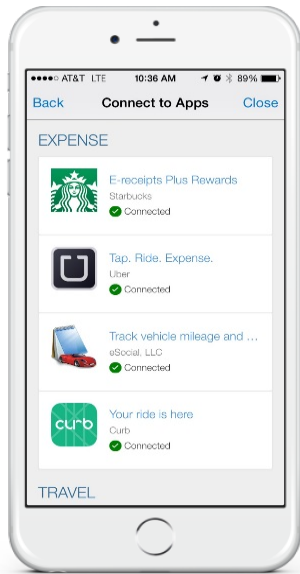 AT&T LTE 10:36 AM 89%
Back Connect to Apps Close
EXPENSE
E-receipts Plus Rewards
Starbucks
Connected
Tap. Ride. Expense.
Uber
Connected
Track vehicle mileage and ...
eSocial, LLC
Connected
curb
Your ride is here
Curb
Connected
TRAVEL